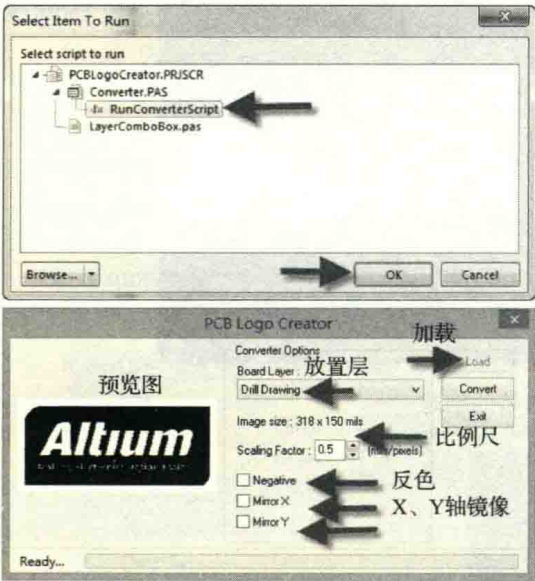 Select Item To Run
Select script to run
PCBLogoCreator.PRJSCR
Converter.PAS
RunConverterScript
LayerComboBox.pas
Browse...
OK
Cancel
PCB Logo Creator
加载
Converter Options
Load
Board Layer :
放置层
预览图
Drill Drawing
Convert
Altium
Image size : 318 x 150 mils
Exit
比例尺
Scaling Factor : 0.5 (mils/pixels)
Negative
反色
Mirror X
X、Y轴镜像
Mirror Y
Ready...